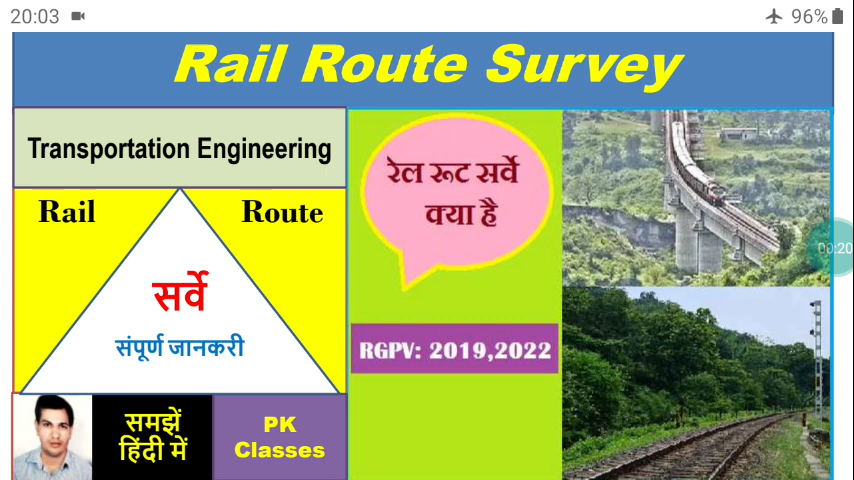 20:03
96%
Rail Route Survey
Transportation Engineering
Rail Route
सर्वे
संपूर्ण जानकरी
रेल रूट सर्वे
क्या है
RGPV: 2019,2022
00:20
समझें
हिंदी में
PK
Classes